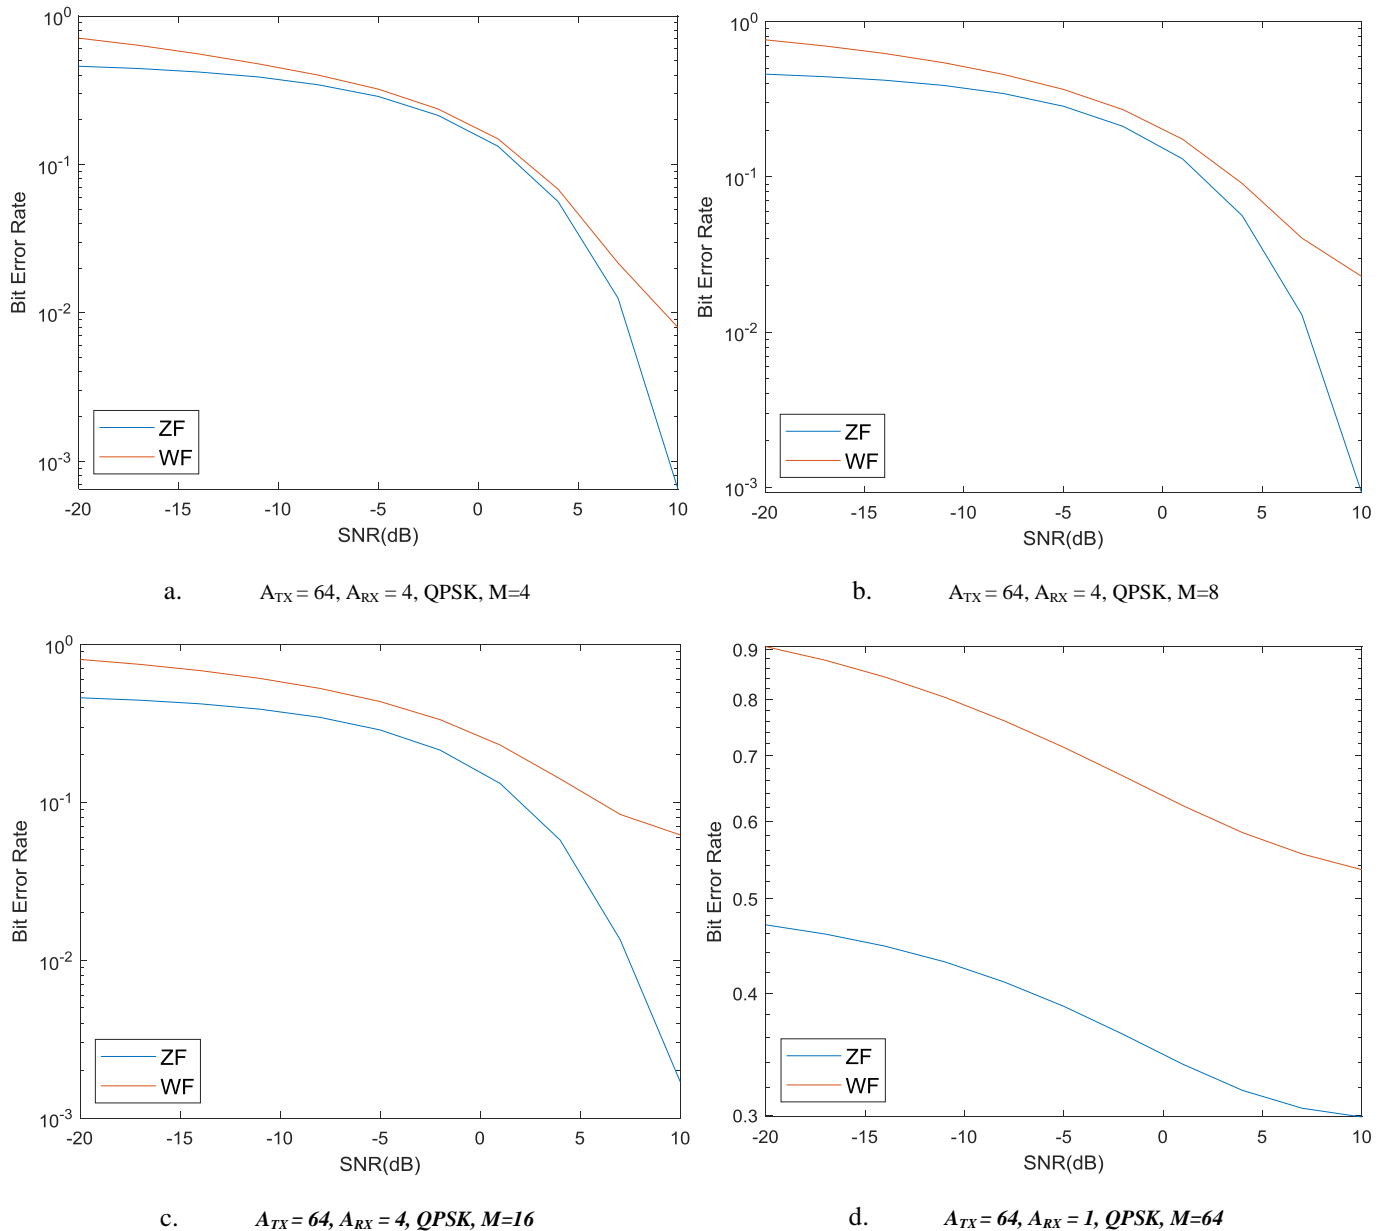 10^0
10^-1
10^-2
10^-3
Bit Error Rate
ZF
WF
-20 -15 -10 -5 0 5 10
SNR(dB)
a. A_TX = 64, A_RX = 4, QPSK, M=4
10^0
10^-1
10^-2
10^-3
Bit Error Rate
ZF
WF
-20 -15 -10 -5 0 5 10
SNR(dB)
b. A_TX = 64, A_RX = 4, QPSK, M=8
10^0
10^-1
10^-2
10^-3
Bit Error Rate
ZF
WF
-20 -15 -10 -5 0 5 10
SNR(dB)
c. A_TX = 64, A_RX = 4, QPSK, M=16
0.9
0.8
0.7
0.6
0.5
0.4
0.3
Bit Error Rate
ZF
WF
-20 -15 -10 -5 0 5 10
SNR(dB)
d. A_TX = 64, A_RX = 1, QPSK, M=64